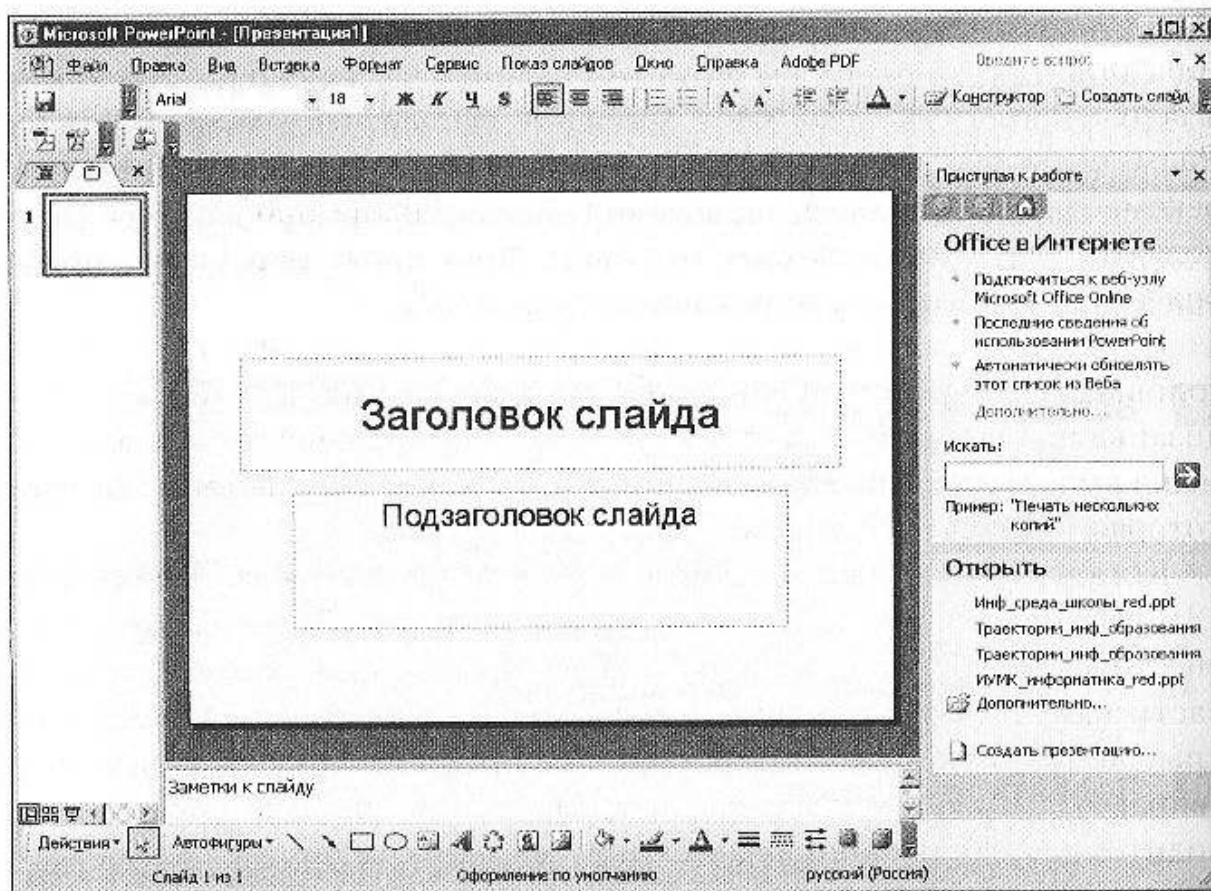 Microsoft PowerPoint - [Презентация1]
Файл Правка Вид Вставка Формат Сервис Показ слайдов Окно Справка Adobe PDF Введите вопрос
Arial 18 Ж К Ч S A A A Конструктор Создать слайд
Приступая к работе
1
Office в Интернете
Подключиться к веб-узлу
Microsoft Office Online
Последние сведения об
использовании PowerPoint
Автоматически обновлять
этот список из Веба
Дополнительно...
Заголовок слайда
Подзаголовок слайда
Искать:
Пример: "Печать нескольких
копий"
Открыть
Инф_среда_школы_red.ppt
Траектории_инф_образования
Траектории_инф_образования
ИУМК_информатика_red.ppt
Дополнительно...
Создать презентацию...
Заметки к слайду
Действия Автофигуры
Слайд 1 из 1 Оформление по умолчанию русский (Россия)